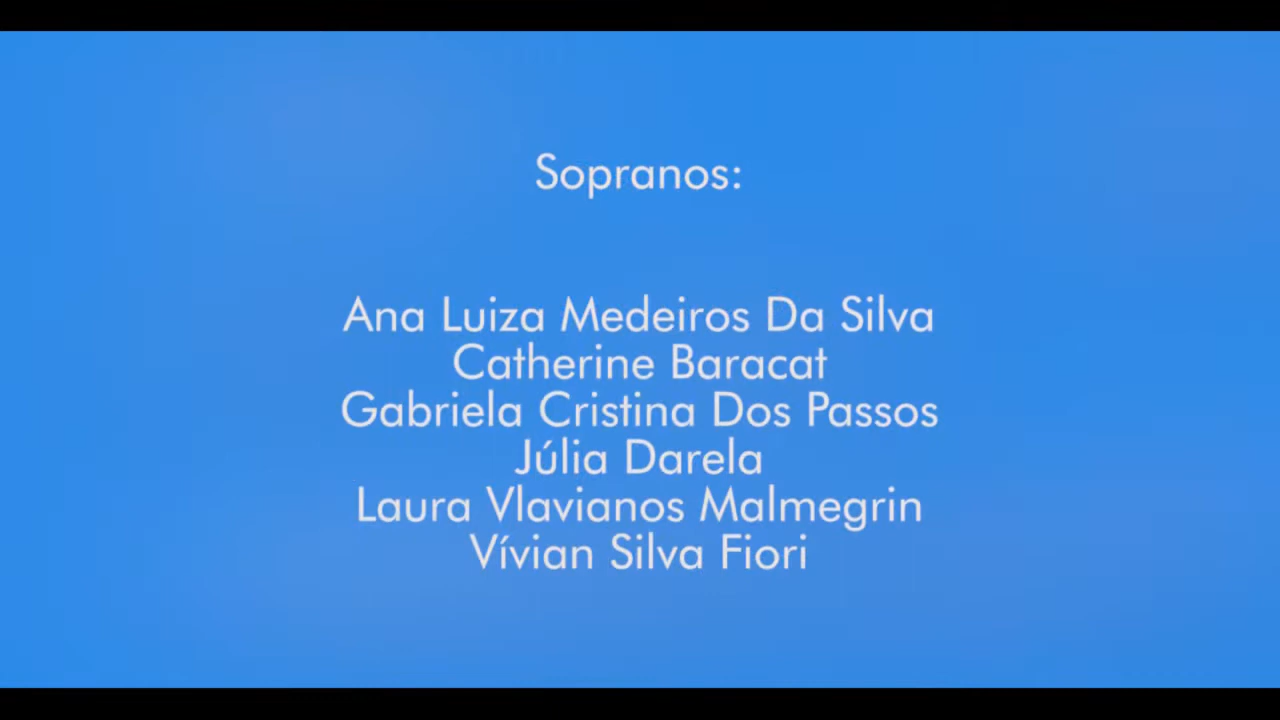 Sopranos:
Ana Luiza Medeiros Da Silva
Catherine Baracat
Gabriela Cristina Dos Passos
Júlia Darela
Laura Vlavianos Malmegrin
Vívian Silva Fiori